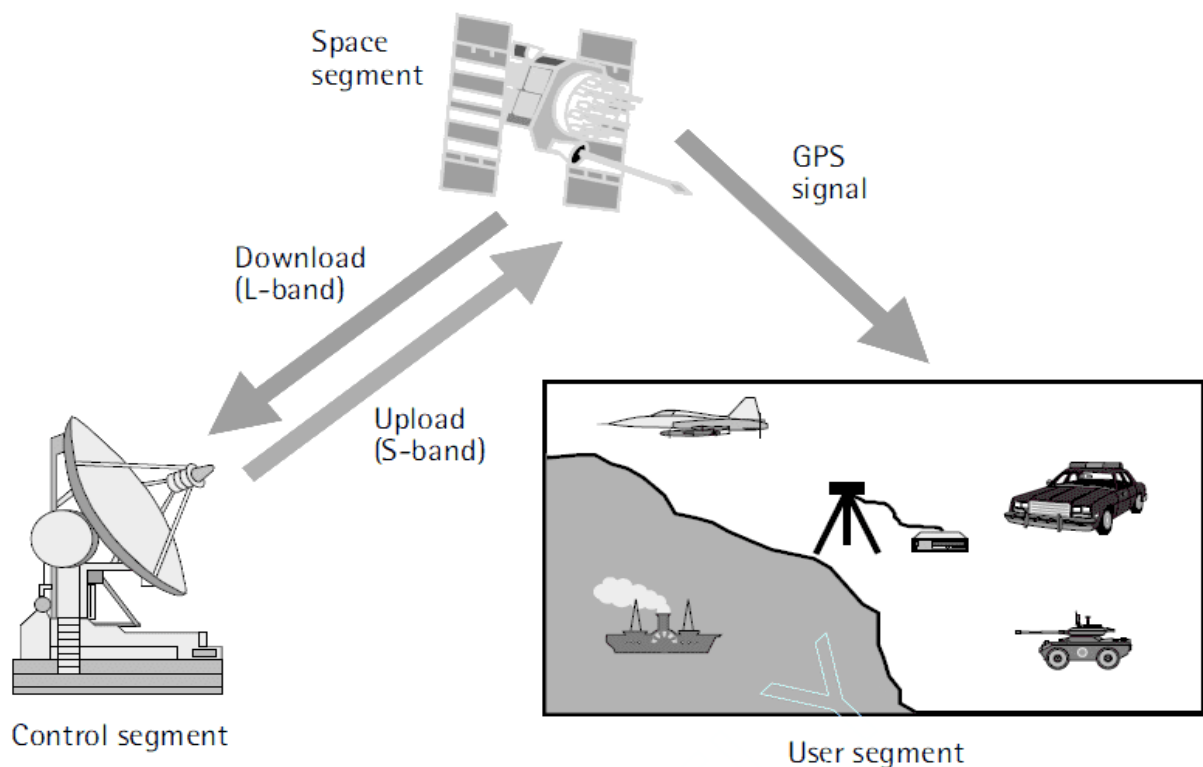 Space
segment
GPS
signal
Download
(L-band)
Upload
(S-band)
Control segment
User segment